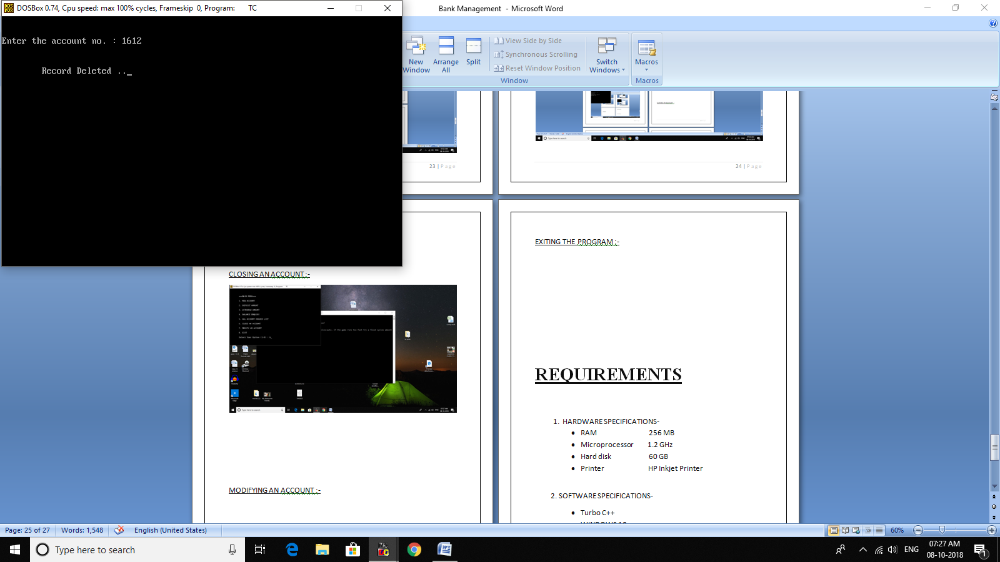 DOSBox 0.74, Cpu speed: max 100% cycles, Frameskip 0, Program: TC
Bank Management - Microsoft Word
Enter the account no. : 1612
Record Deleted .._
New Window
Arrange All
Split
View Side by Side
Synchronous Scrolling
Reset Window Position
Switch Windows
Macros
Window
Macros
23 | Page
24 | Page
CLOSING AN ACCOUNT :-
MODIFYING AN ACCOUNT :-
EXITING THE PROGRAM :-
REQUIREMENTS
1. HARDWARE SPECIFICATIONS-
• RAM 256 MB
• Microprocessor 1.2 GHz
• Hard disk 60 GB
• Printer HP Inkjet Printer
2. SOFTWARE SPECIFICATIONS-
• Turbo C++
Page: 25 of 27
Words: 1,548
English (United States)
60%
Type here to search
ENG
07:27 AM
08-10-2018
1